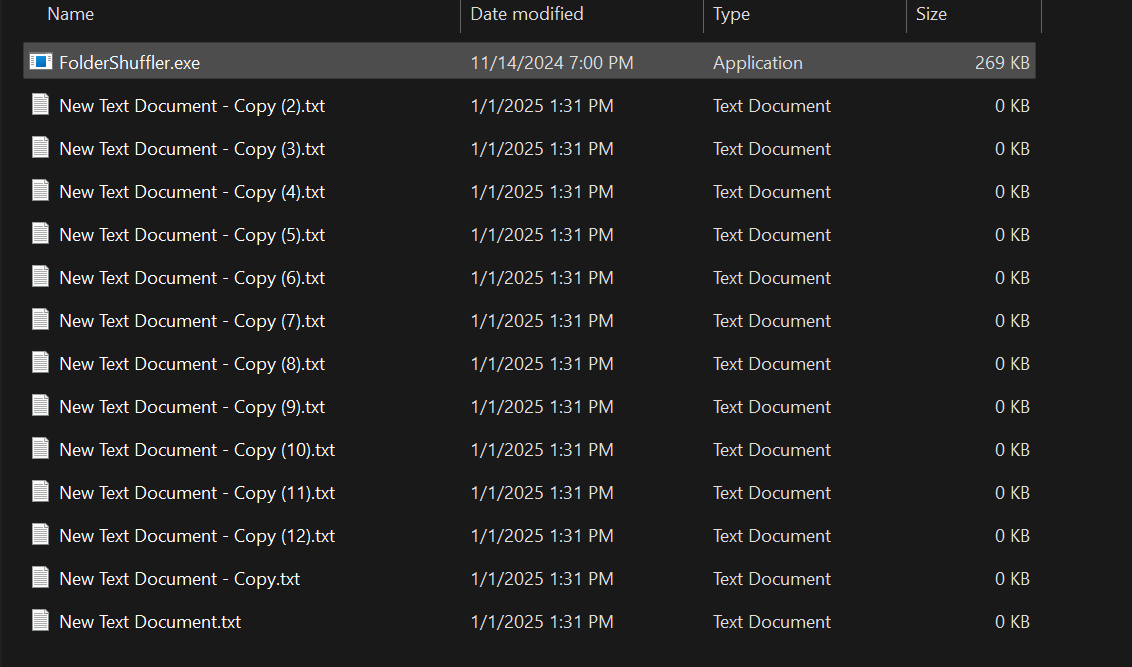 Name Date modified Type Size
FolderShuffler.exe 11/14/2024 7:00 PM Application 269 KB
New Text Document - Copy (2).txt 1/1/2025 1:31 PM Text Document 0 KB
New Text Document - Copy (3).txt 1/1/2025 1:31 PM Text Document 0 KB
New Text Document - Copy (4).txt 1/1/2025 1:31 PM Text Document 0 KB
New Text Document - Copy (5).txt 1/1/2025 1:31 PM Text Document 0 KB
New Text Document - Copy (6).txt 1/1/2025 1:31 PM Text Document 0 KB
New Text Document - Copy (7).txt 1/1/2025 1:31 PM Text Document 0 KB
New Text Document - Copy (8).txt 1/1/2025 1:31 PM Text Document 0 KB
New Text Document - Copy (9).txt 1/1/2025 1:31 PM Text Document 0 KB
New Text Document - Copy (10).txt 1/1/2025 1:31 PM Text Document 0 KB
New Text Document - Copy (11).txt 1/1/2025 1:31 PM Text Document 0 KB
New Text Document - Copy (12).txt 1/1/2025 1:31 PM Text Document 0 KB
New Text Document - Copy.txt 1/1/2025 1:31 PM Text Document 0 KB
New Text Document.txt 1/1/2025 1:31 PM Text Document 0 KB